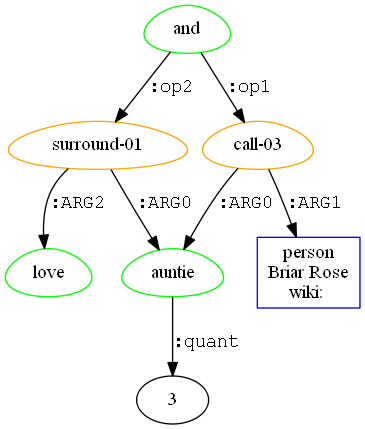 and
:op2
:op1
surround-01
call-03
:ARG2
:ARG0
:ARG0
:ARG1
love
auntie
person
Briar Rose
wiki:
:quant
3